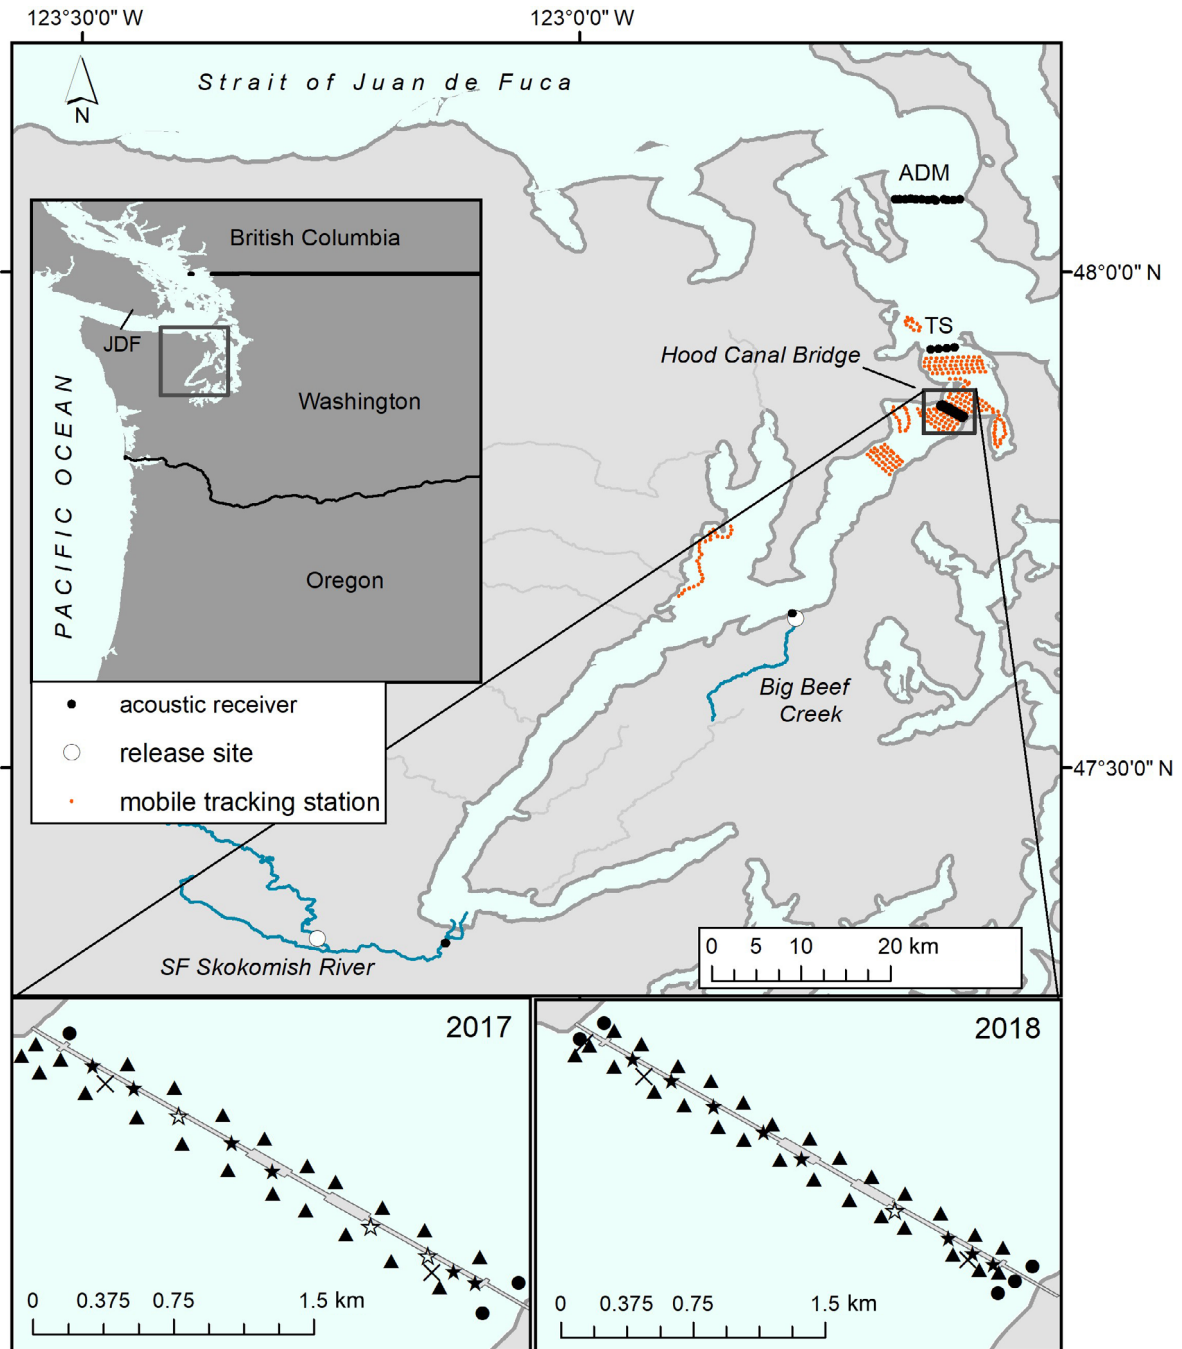 123°30'0" W
123°0'0" W
Strait of Juan de Fuca
N
ADM
British Columbia
48°0'0" N
JDF
TS
Hood Canal Bridge
Washington
PACIFIC OCEAN
Oregon
acoustic receiver
release site
mobile tracking station
Big Beef
Creek
47°30'0" N
SF Skokomish River
0 5 10 20 km
2017
2018
0 0.375 0.75 1.5 km
0 0.375 0.75 1.5 km